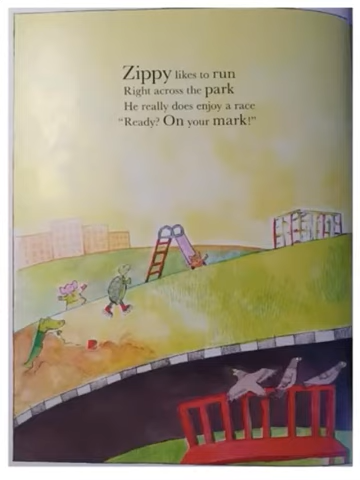 Zippy likes to run
Right across the park
He really does enjoy a race
“Ready? On your mark!”